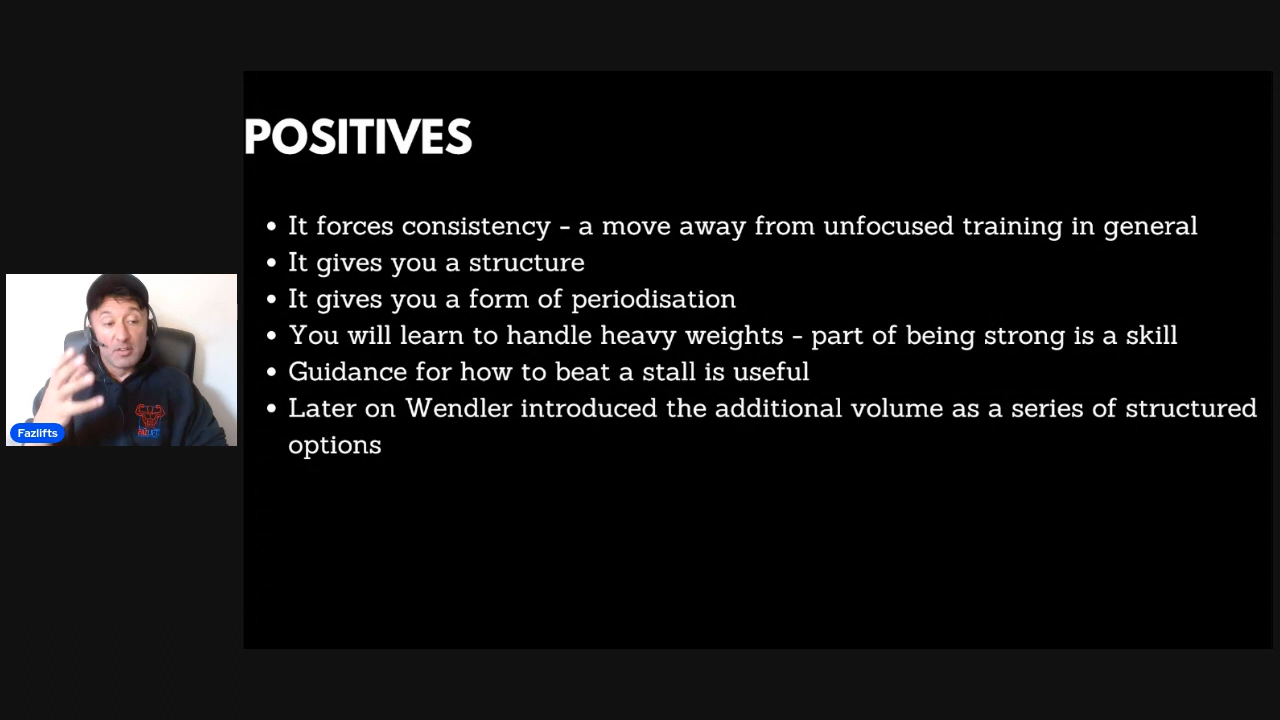 POSITIVES
• It forces consistency - a move away from unfocused training in general
• It gives you a structure
• It gives you a form of periodisation
• You will learn to handle heavy weights - part of being strong is a skill
• Guidance for how to beat a stall is useful
• Later on Wendler introduced the additional volume as a series of structured
options
Fazlifts